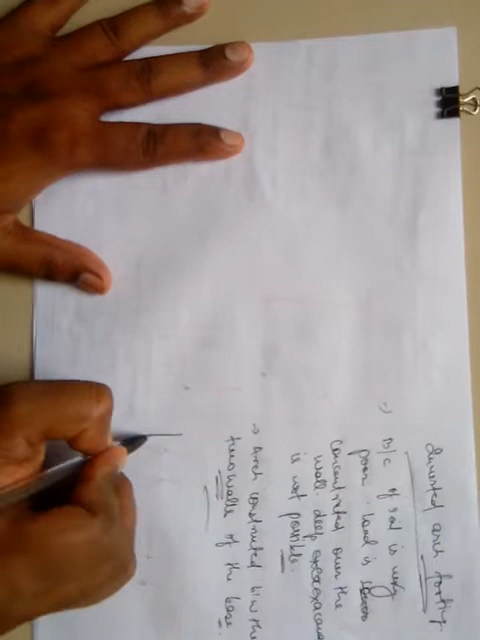 Inverted arch footing
→ B/C of soil is very
poor. Load is
concentrated over the
wall. deep
is not possible.
→ Arch constructed b/w the
two walls of the base.